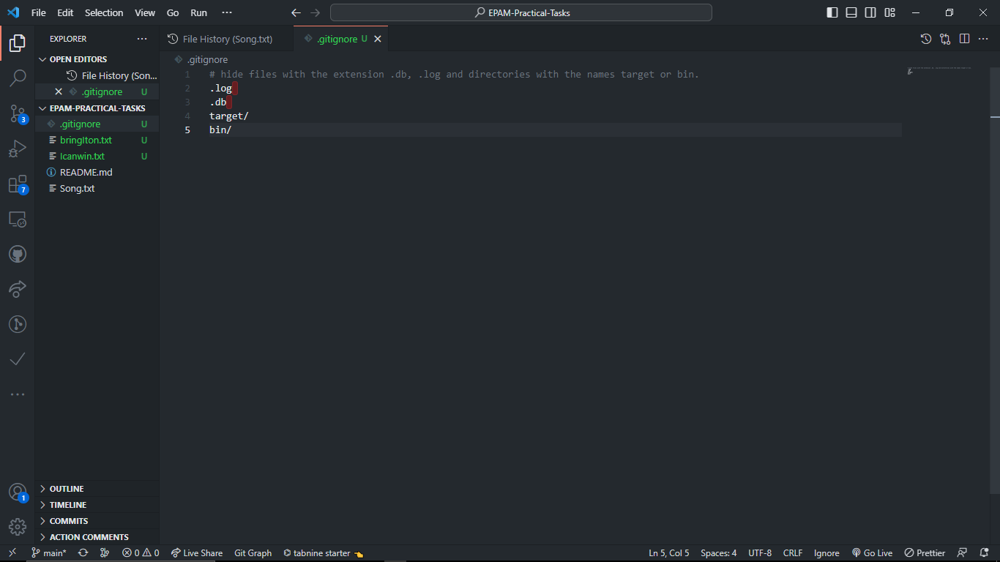 File Edit Selection View Go Run ··· EPAM-Practical-Tasks
EXPLORER ···
OPEN EDITORS
File History (Son...
.gitignore U
EPAM-PRACTICAL-TASKS
.gitignore U
bringIton.txt U
Icanwin.txt U
README.md
Song.txt
3
7
1
OUTLINE
TIMELINE
COMMITS
ACTION COMMENTS
File History (Song.txt) .gitignore U
.gitignore
1 # hide files with the extension .db, .log and directories with the names target or bin.
2 .log
3 .db
4 target/
5 bin/
main* 0 0 Live Share Git Graph tabnine starter Ln 5, Col 5 Spaces: 4 UTF-8 CRLF Ignore Go Live Prettier